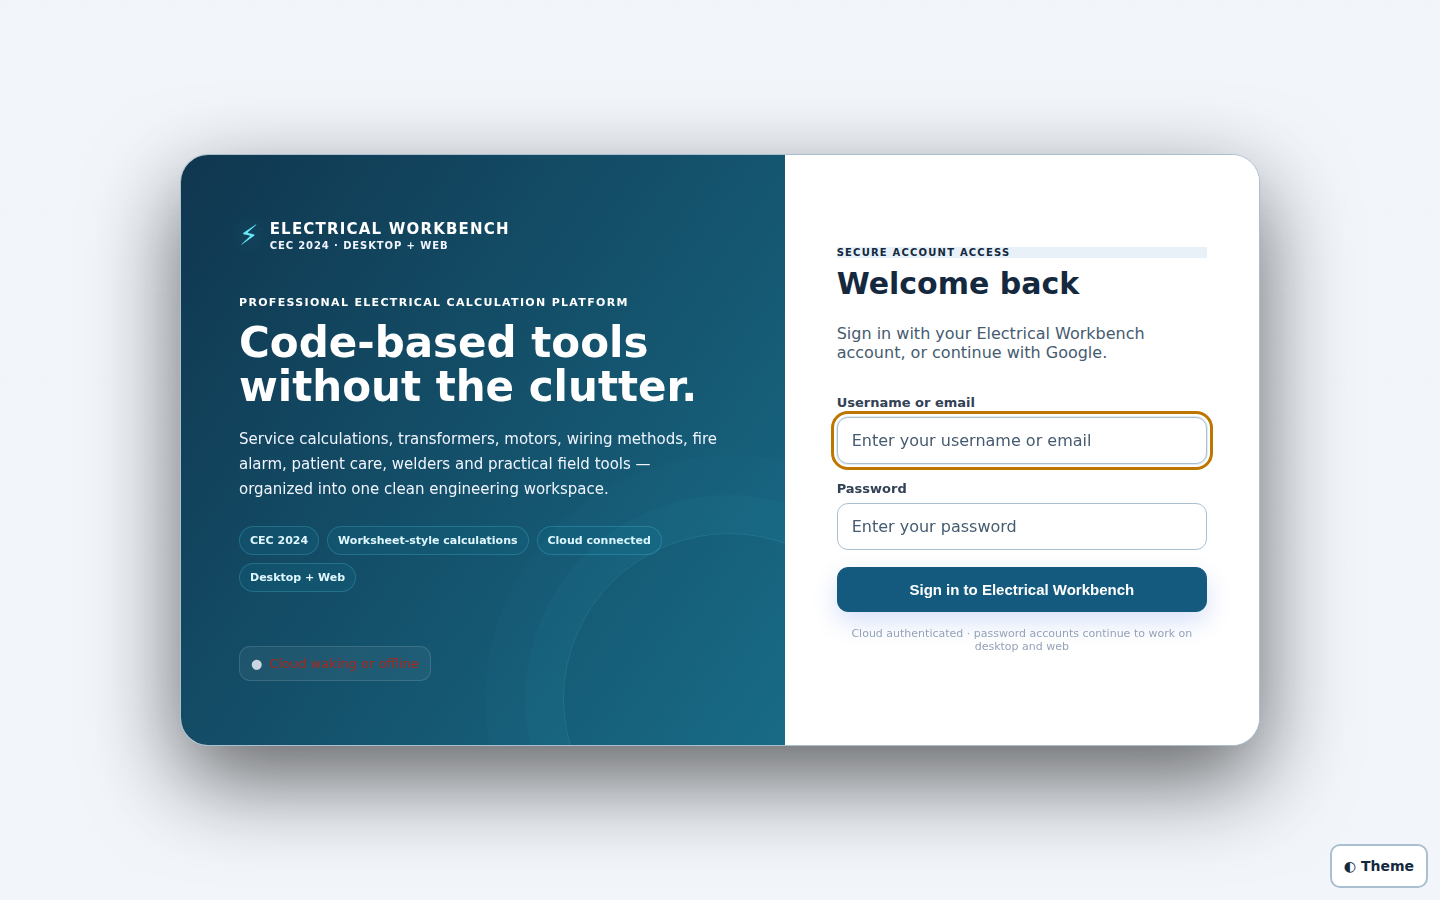 ⚡ ELECTRICAL WORKBENCH
CEC 2024 · DESKTOP + WEB
PROFESSIONAL ELECTRICAL CALCULATION PLATFORM
Code-based tools
without the clutter.
Service calculations, transformers, motors, wiring methods, fire
alarm, patient care, welders and practical field tools —
organized into one clean engineering workspace.
CEC 2024
Worksheet-style calculations
Cloud connected
Desktop + Web
● Cloud waking or offline
SECURE ACCOUNT ACCESS
Welcome back
Sign in with your Electrical Workbench
account, or continue with Google.
Username or email
Enter your username or email
Password
Enter your password
Sign in to Electrical Workbench
Cloud authenticated · password accounts continue to work on
desktop and web
◐ Theme